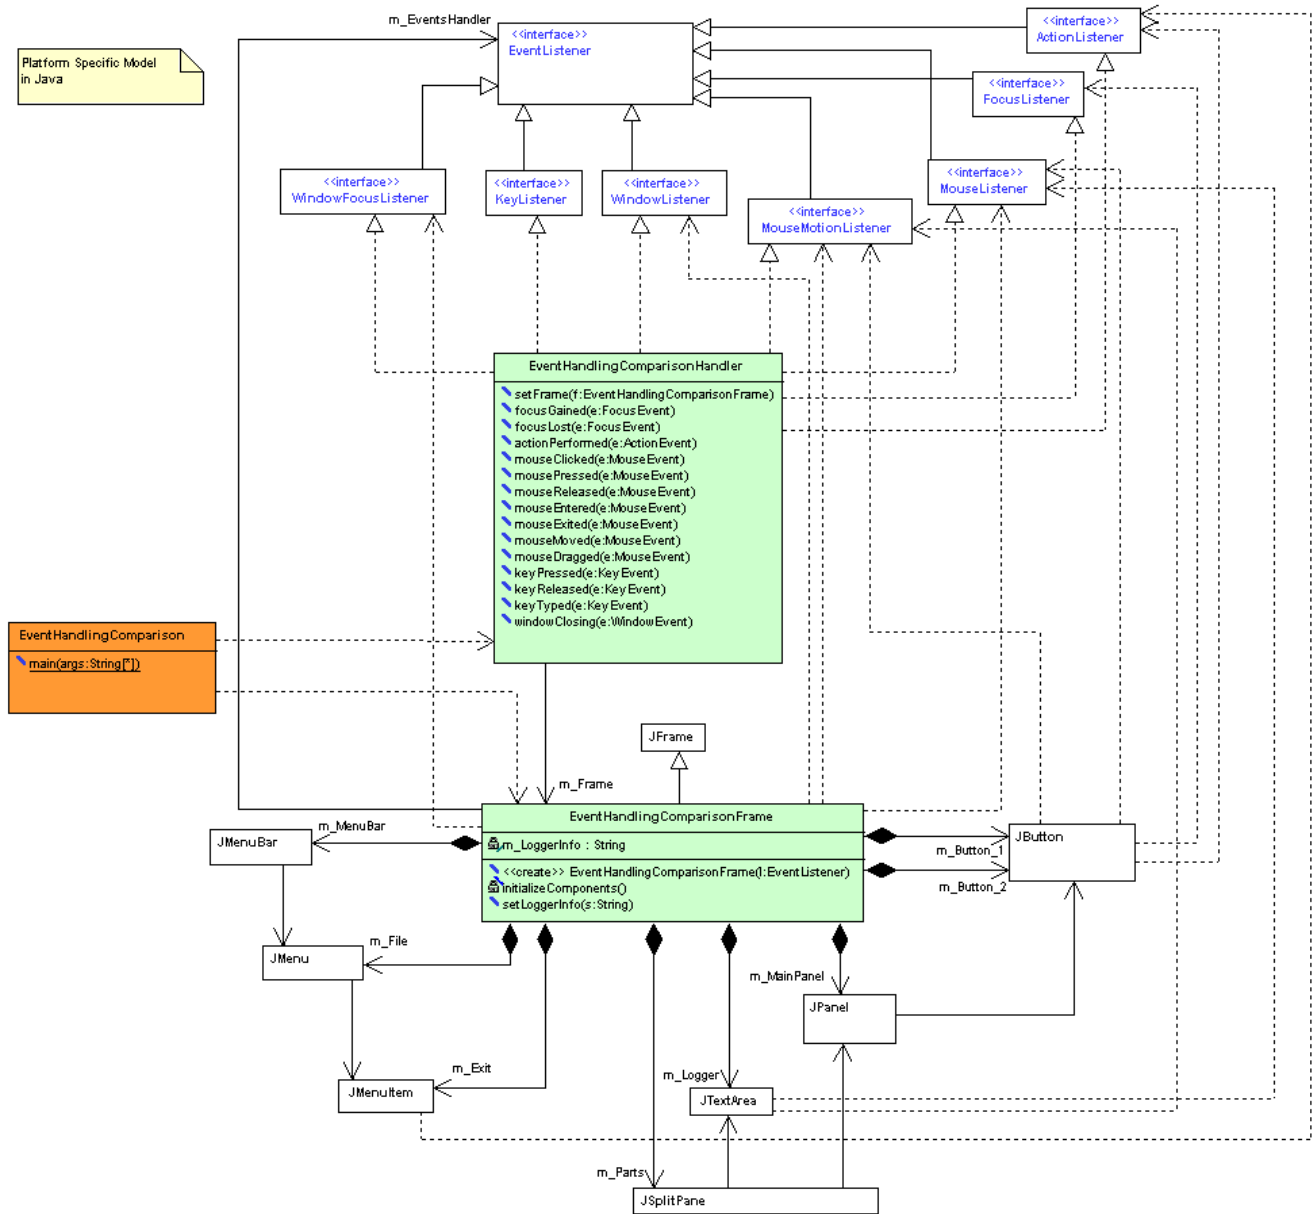 m_EventsHandler
<<interface>>
EventListener
<<interface>>
ActionListener
Platform Specific Model
in Java
<<interface>>
FocusListener
<<interface>>
WindowFocusListener
<<interface>>
KeyListener
<<interface>>
WindowListener
<<interface>>
MouseListener
<<interface>>
MouseMotionListener
EventHandlingComparisonHandler
setFrame(f:EventHandlingComparisonFrame)
focusGained(e:FocusEvent)
focusLost(e:FocusEvent)
actionPerformed(e:ActionEvent)
mouseClicked(e:MouseEvent)
mousePressed(e:MouseEvent)
mouseReleased(e:MouseEvent)
mouseEntered(e:MouseEvent)
mouseExited(e:MouseEvent)
mouseMoved(e:MouseEvent)
mouseDragged(e:MouseEvent)
keyPressed(e:KeyEvent)
keyReleased(e:KeyEvent)
keyTyped(e:KeyEvent)
windowClosing(e:WindowEvent)
EventHandlingComparison
main(args:String[*])
JFrame
m_Frame
EventHandlingComparisonFrame
m_LoggerInfo : String
<<create>> EventHandlingComparisonFrame(l:EventListener)
initializeComponents()
setLoggerInfo(s:String)
m_MenuBar
JMenuBar
m_Button_1
JButton
m_Button_2
m_File
JMenu
m_MainPanel
JPanel
m_Exit
JMenuItem
m_Logger
JTextArea
m_Parts
JSplitPane